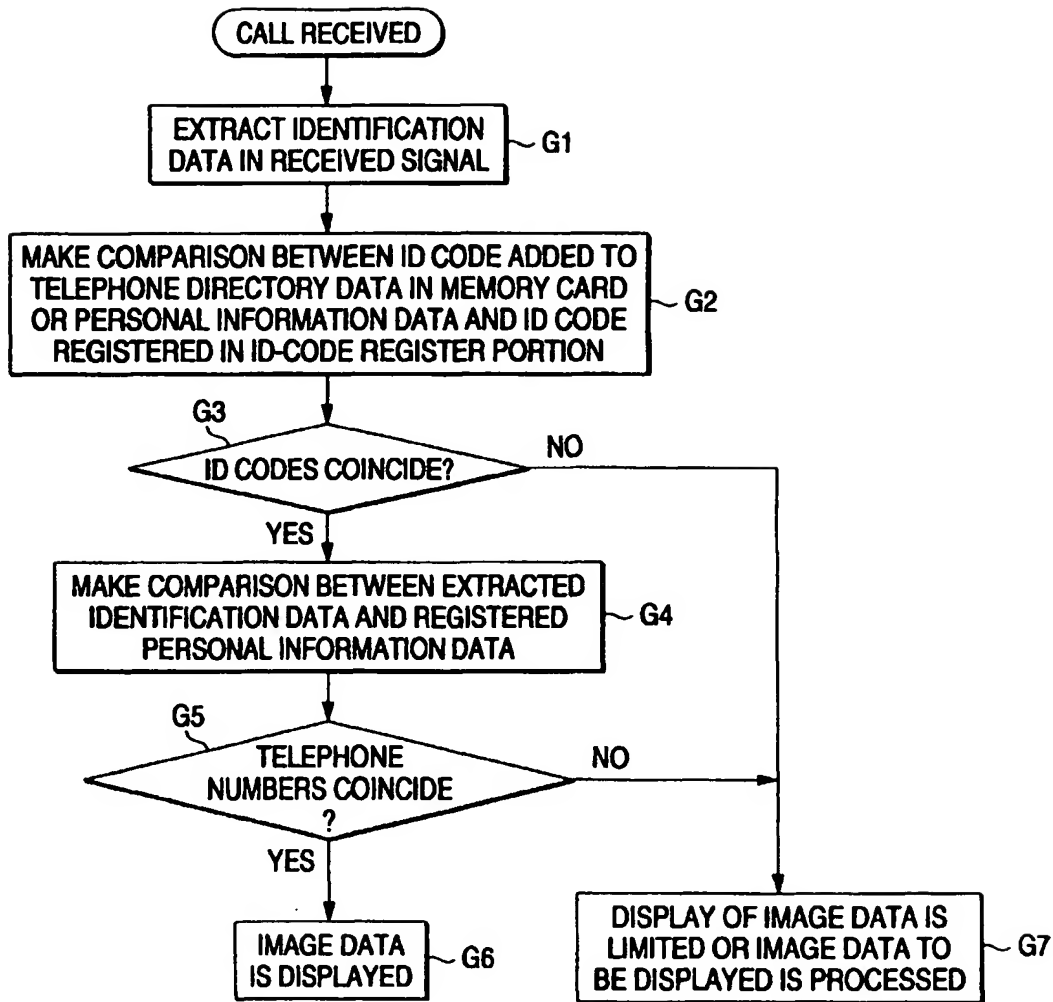 CALL RECEIVED
EXTRACT IDENTIFICATION
DATA IN RECEIVED SIGNAL
G1
MAKE COMPARISON BETWEEN ID CODE ADDED TO
TELEPHONE DIRECTORY DATA IN MEMORY CARD
OR PERSONAL INFORMATION DATA AND ID CODE
REGISTERED IN ID-CODE REGISTER PORTION
G2
G3
ID CODES COINCIDE?
NO
YES
MAKE COMPARISON BETWEEN EXTRACTED
IDENTIFICATION DATA AND REGISTERED
PERSONAL INFORMATION DATA
G4
G5
TELEPHONE
NUMBERS COINCIDE
?
NO
YES
IMAGE DATA
IS DISPLAYED
G6
DISPLAY OF IMAGE DATA IS
LIMITED OR IMAGE DATA TO
BE DISPLAYED IS PROCESSED
G7